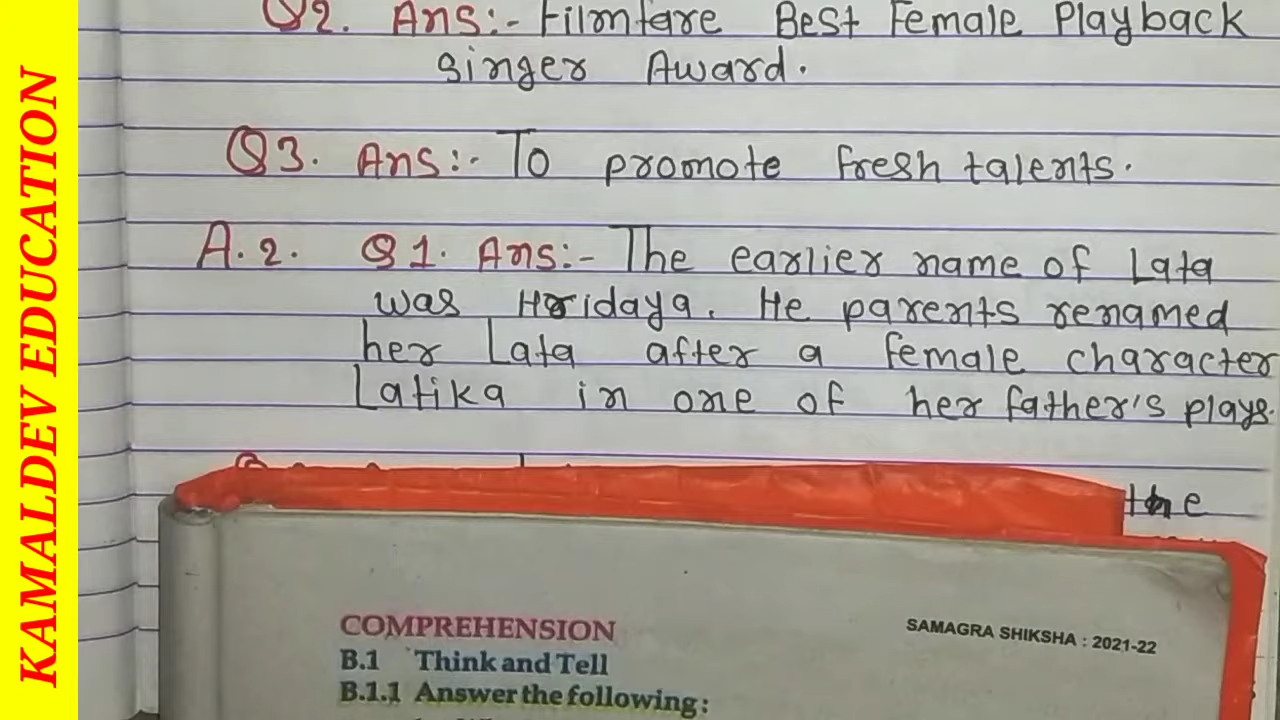 KAMALDEV EDUCATION
Q2. Ans:- Filmfare Best Female Playback
singer Award.
Q3. Ans:- To promote fresh talents.
A.2. Q1. Ans:- The earlier name of Lata
was Hridaya. He parents renamed
her Lata after a female character
Latika in one of her father's plays.
the
COMPREHENSION
SAMAGRA SHIKSHA : 2021-22
B.1 Think and Tell
B.1.1 Answer the following: